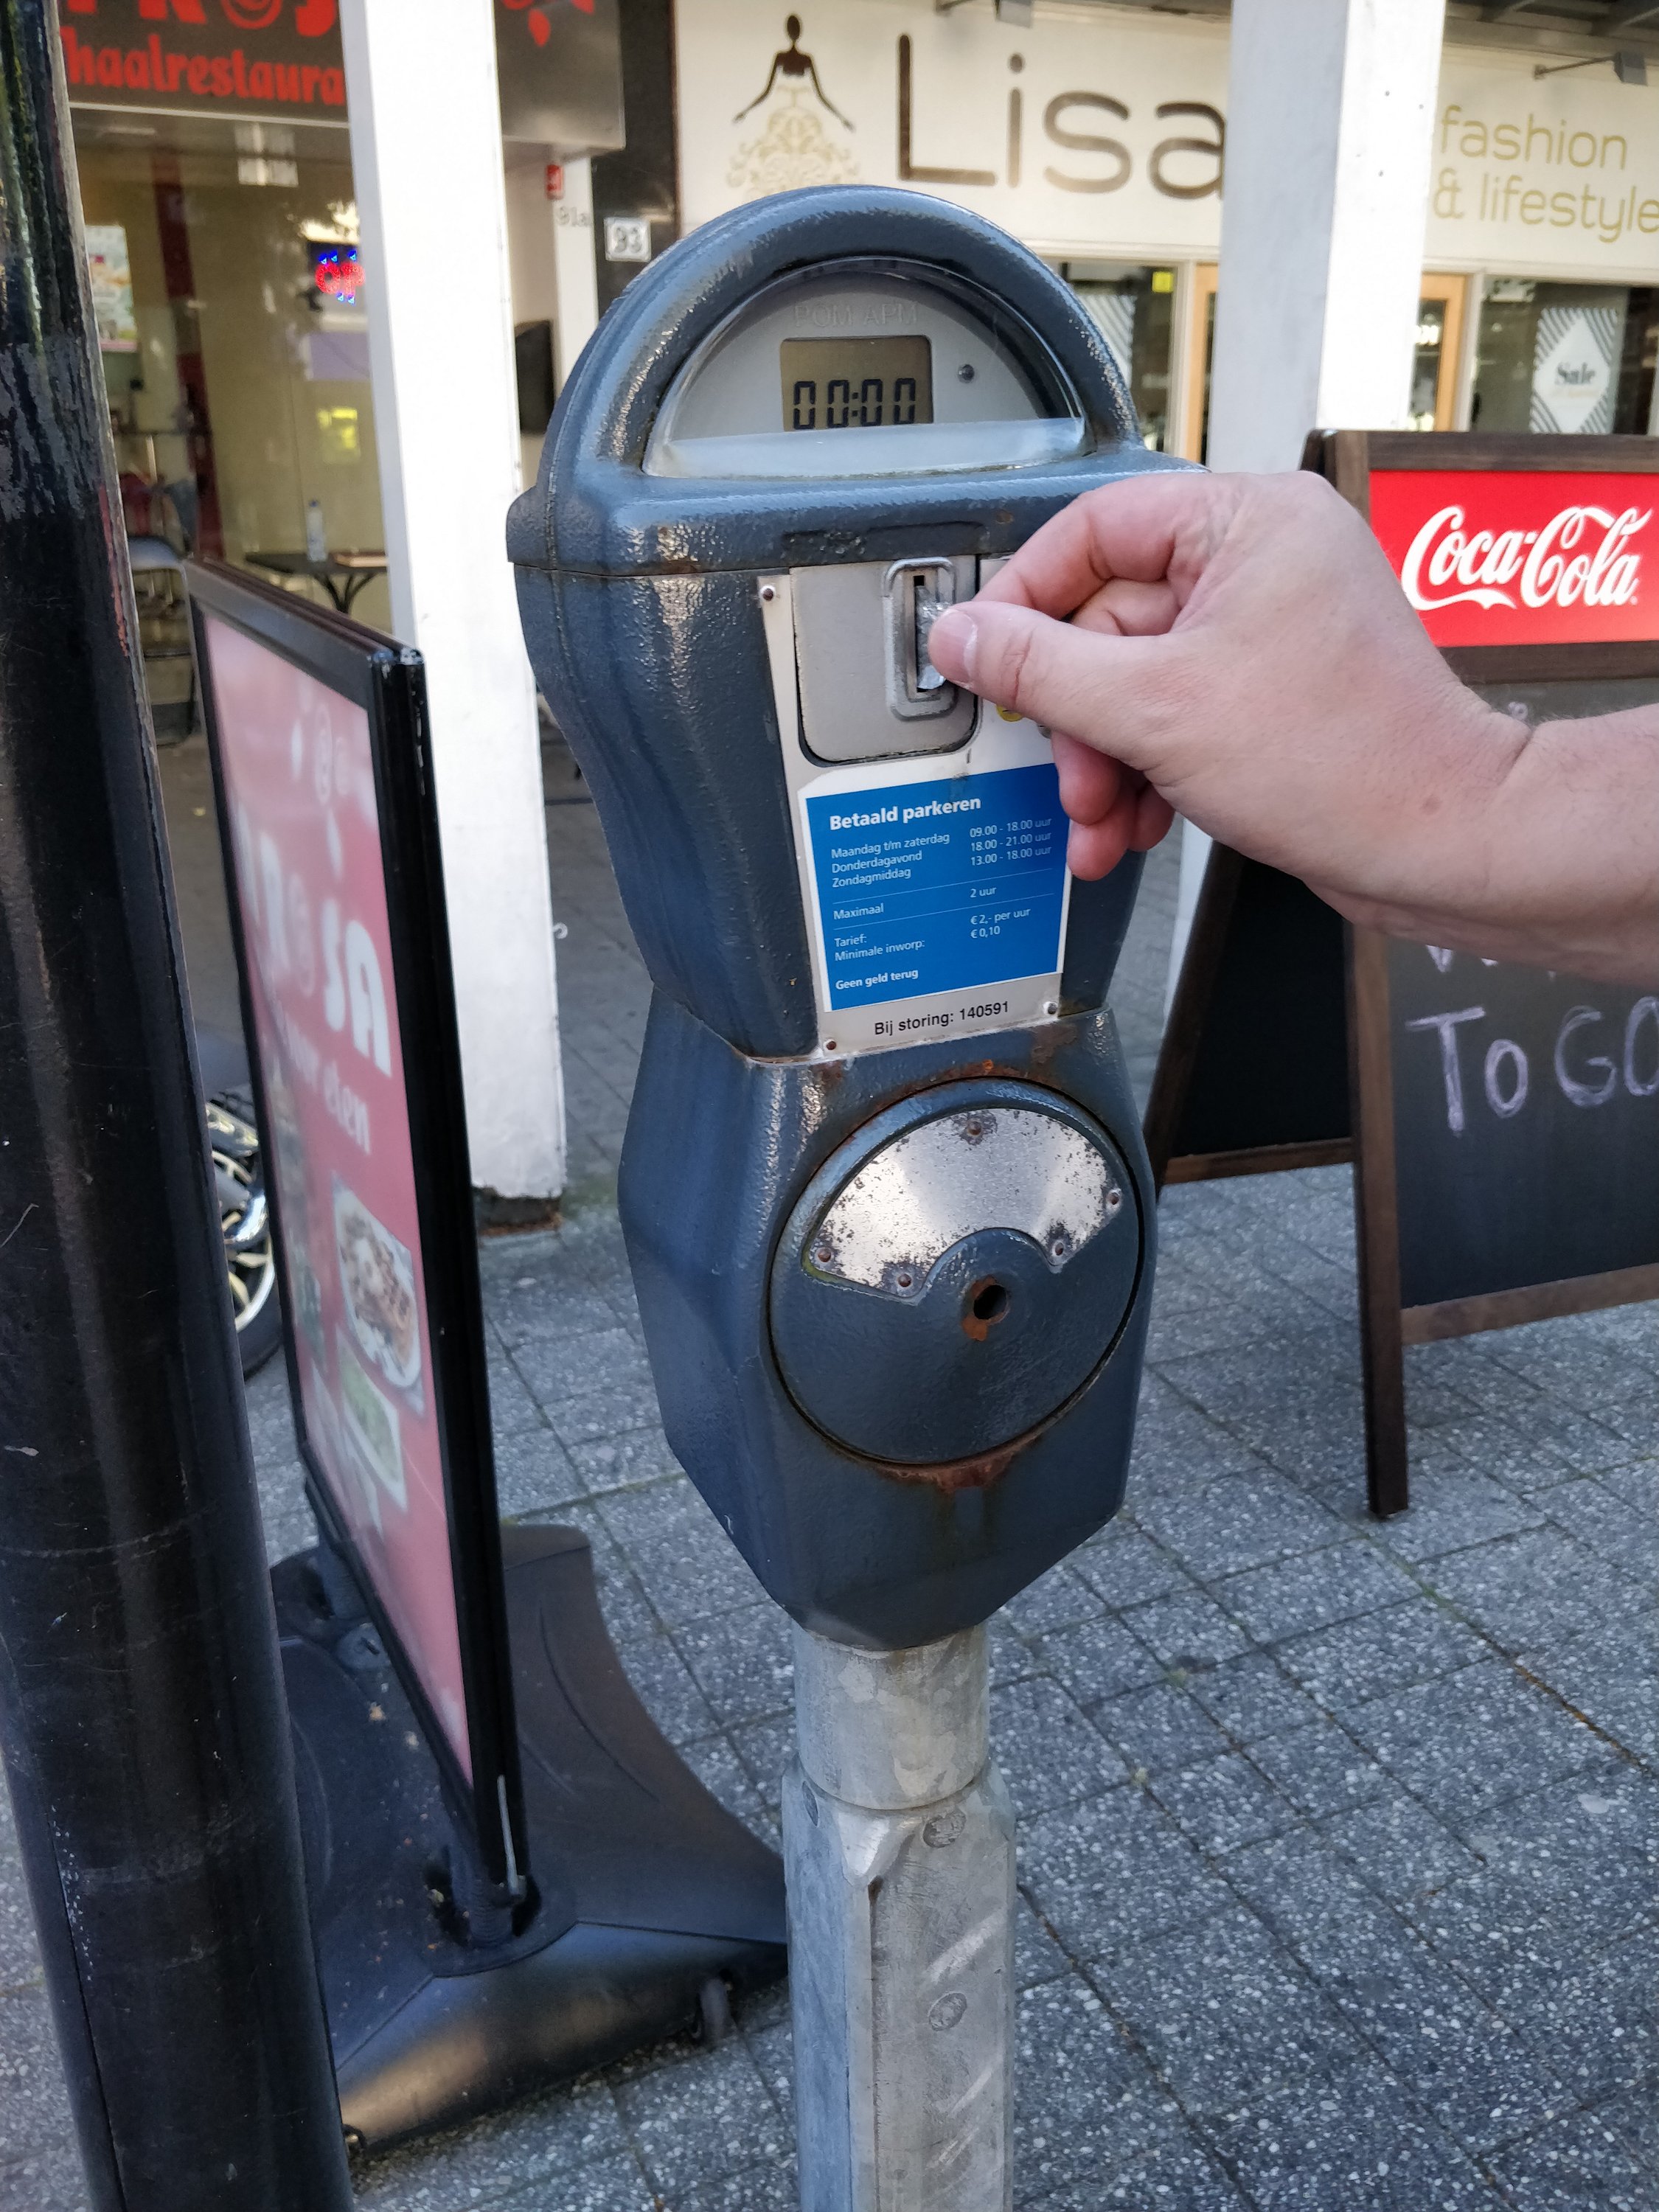 haalrestaura
Lisa
fashion
& lifestyle
91a
93
Sale
POM APM
00:00
Coca-Cola
Betaald parkeren
Maandag t/m zaterdag 09.00 - 18.00 uur
Donderdagavond 18.00 - 21.00 uur
Zondagmiddag 13.00 - 18.00 uur
Maximaal 2 uur
Tarief: € 2,- per uur
Minimale inworp: € 0,10
Geen geld terug
Bij storing: 140591
To GO